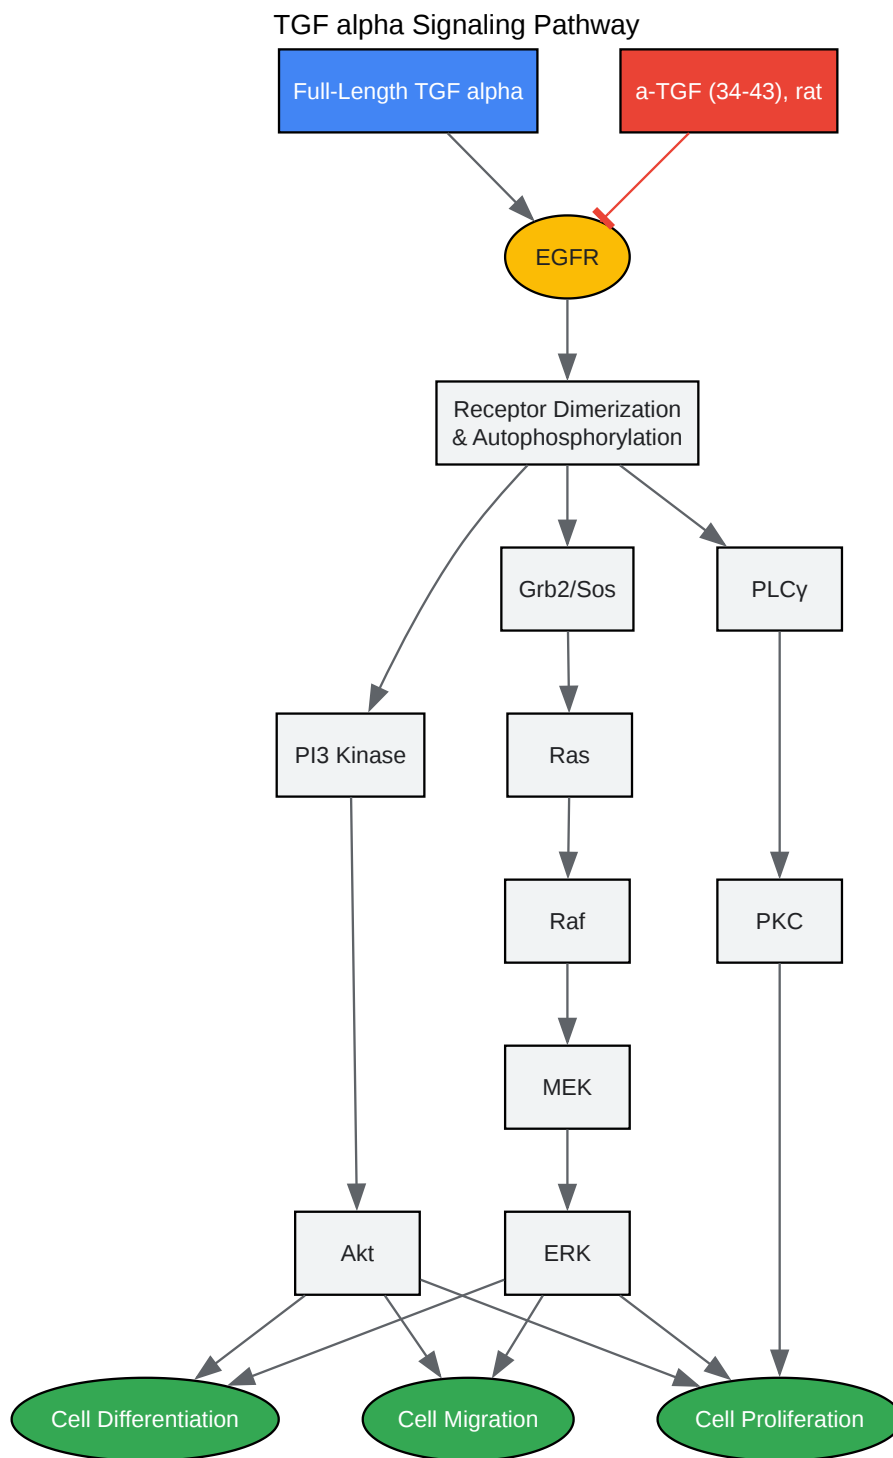 TGF alpha Signaling Pathway
Full-Length TGF alpha
a-TGF (34-43), rat
EGFR
Receptor Dimerization
& Autophosphorylation
Grb2/Sos
PLCγ
PI3 Kinase
Ras
Raf
PKC
MEK
Akt
ERK
Cell Differentiation
Cell Migration
Cell Proliferation